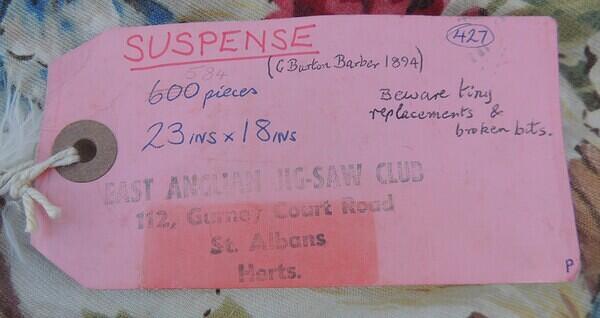 SUSPENSE
427
(C Burton Barber 1894)
584
600 pieces
Beware tiny
replacements &
broken bits.
23 INS x 18 INS
EAST ANGLIAN JIG-SAW CLUB
112, Gurney Court Road
St. Albans
Herts.
P